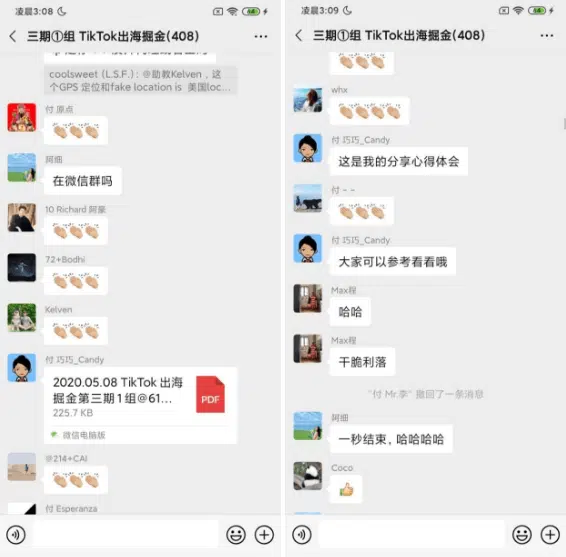 凌晨3:08
三期①组 TikTok出海掘金(408)
coolsweet (L.S.F.)：@助教Kelven，这
个GPS 定位和fake location is 美国loc...
付 原点
阿细
在微信群吗
10 Richard 阿量
72+Bodhi
Kelven
付 巧巧_Candy
2020.05.08 TikTok 出海
掘金第三期1组@61...
225.7 KB
PDF
微信电脑版
@214+CAI
付 Esperanza
凌晨3:09
三期①组 TikTok出海掘金(408)
whx
付 巧巧_Candy
这是我的分享心得体会
付 - -
付 巧巧_Candy
大家可以参考看看哦
Max程
哈哈
Max程
干脆利落
"付 Mr.李" 撤回了一条消息
阿细
一秒结束，哈哈哈哈
Coco